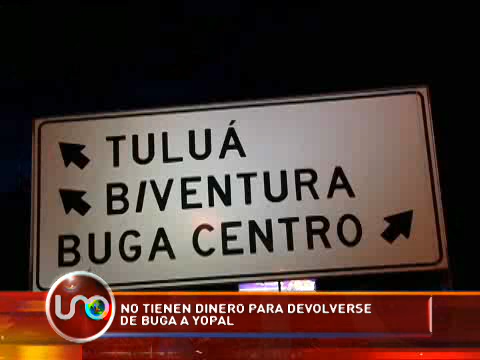 TULUÁ
B/VENTURA
BUGA CENTRO
UNO
NO TIENEN DINERO PARA DEVOLVERSE
DE BUGA A YOPAL